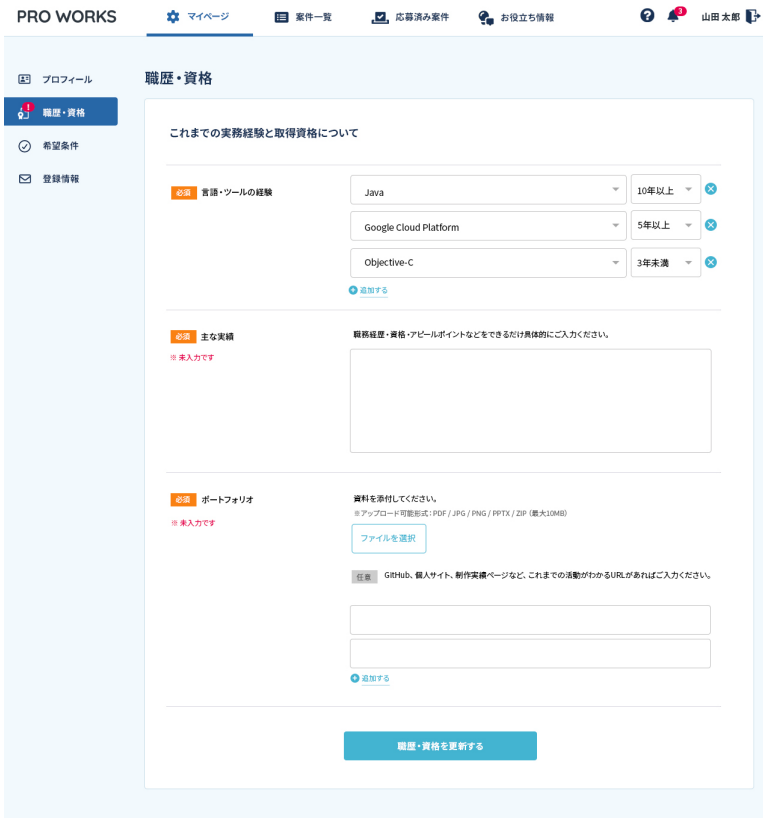 PRO WORKS
マイページ
案件一覧
応募済み案件
お役立ち情報
?
3
山田 太郎
プロフィール
!
職歴・資格
希望条件
登録情報
職歴・資格
これまでの実務経験と取得資格について
必須 言語・ツールの経験
Java
10年以上
Google Cloud Platform
5年以上
Objective-C
3年未満
追加する
必須 主な実績
※ 未入力です
職務経歴・資格・アピールポイントなどをできるだけ具体的にご入力ください。
必須 ポートフォリオ
※ 未入力です
資料を添付してください。
※アップロード可能形式：PDF / JPG / PNG / PPTX / ZIP （最大10MB）
ファイルを選択
任意 GitHub、個人サイト、制作実績ページなど、これまでの活動がわかるURLがあればご入力ください。
追加する
職歴・資格を更新する